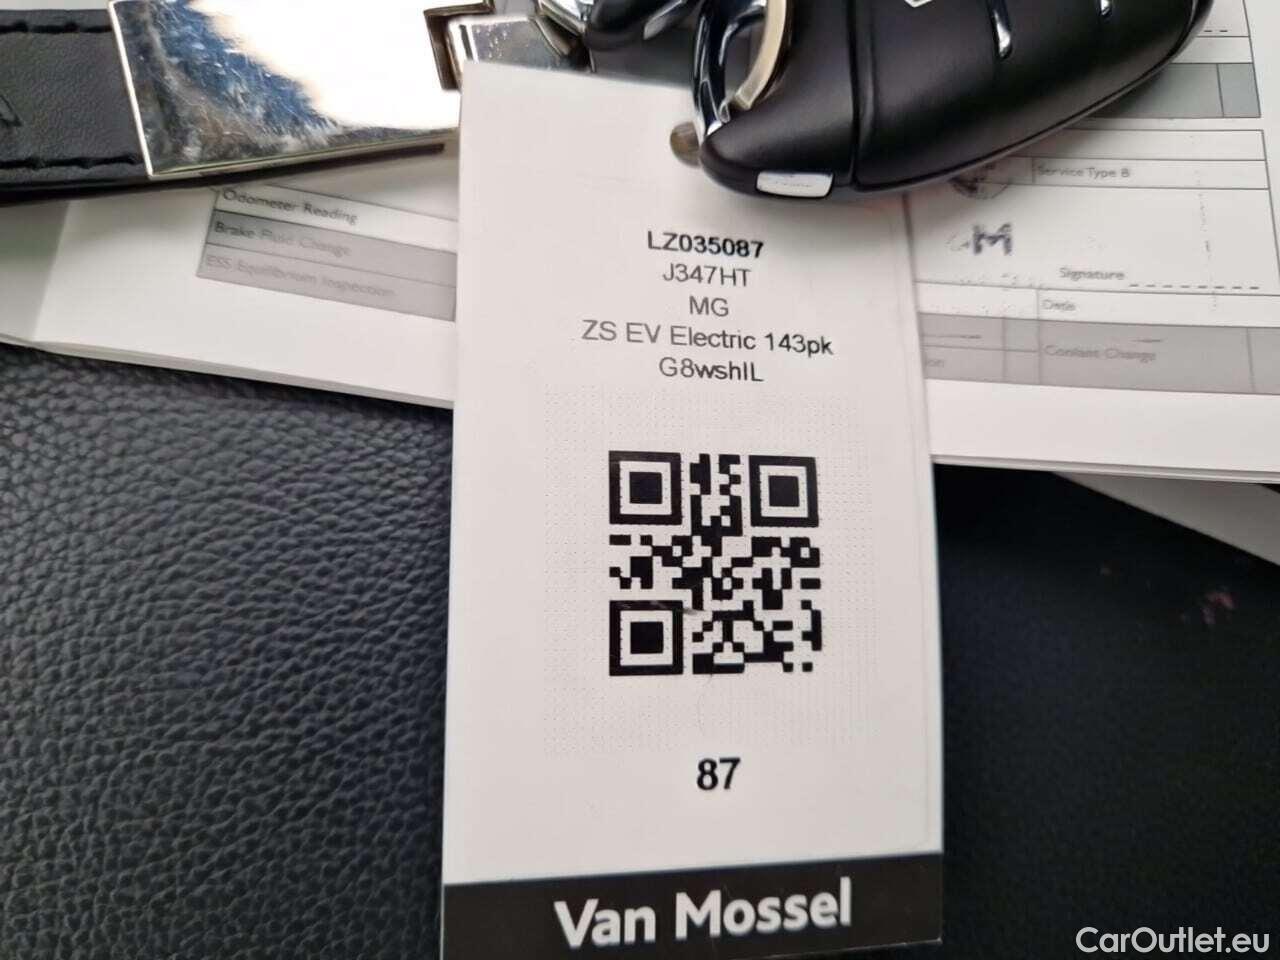 Odometer Reading
Brake Fluid Change
ESS Equilibrium Inspection
Service Type B
Signature
Date
Coolant Change
LZ035087
J347HT
MG
ZS EV Electric 143pk
G8wshIL
87
Van Mossel
CarOutlet.eu